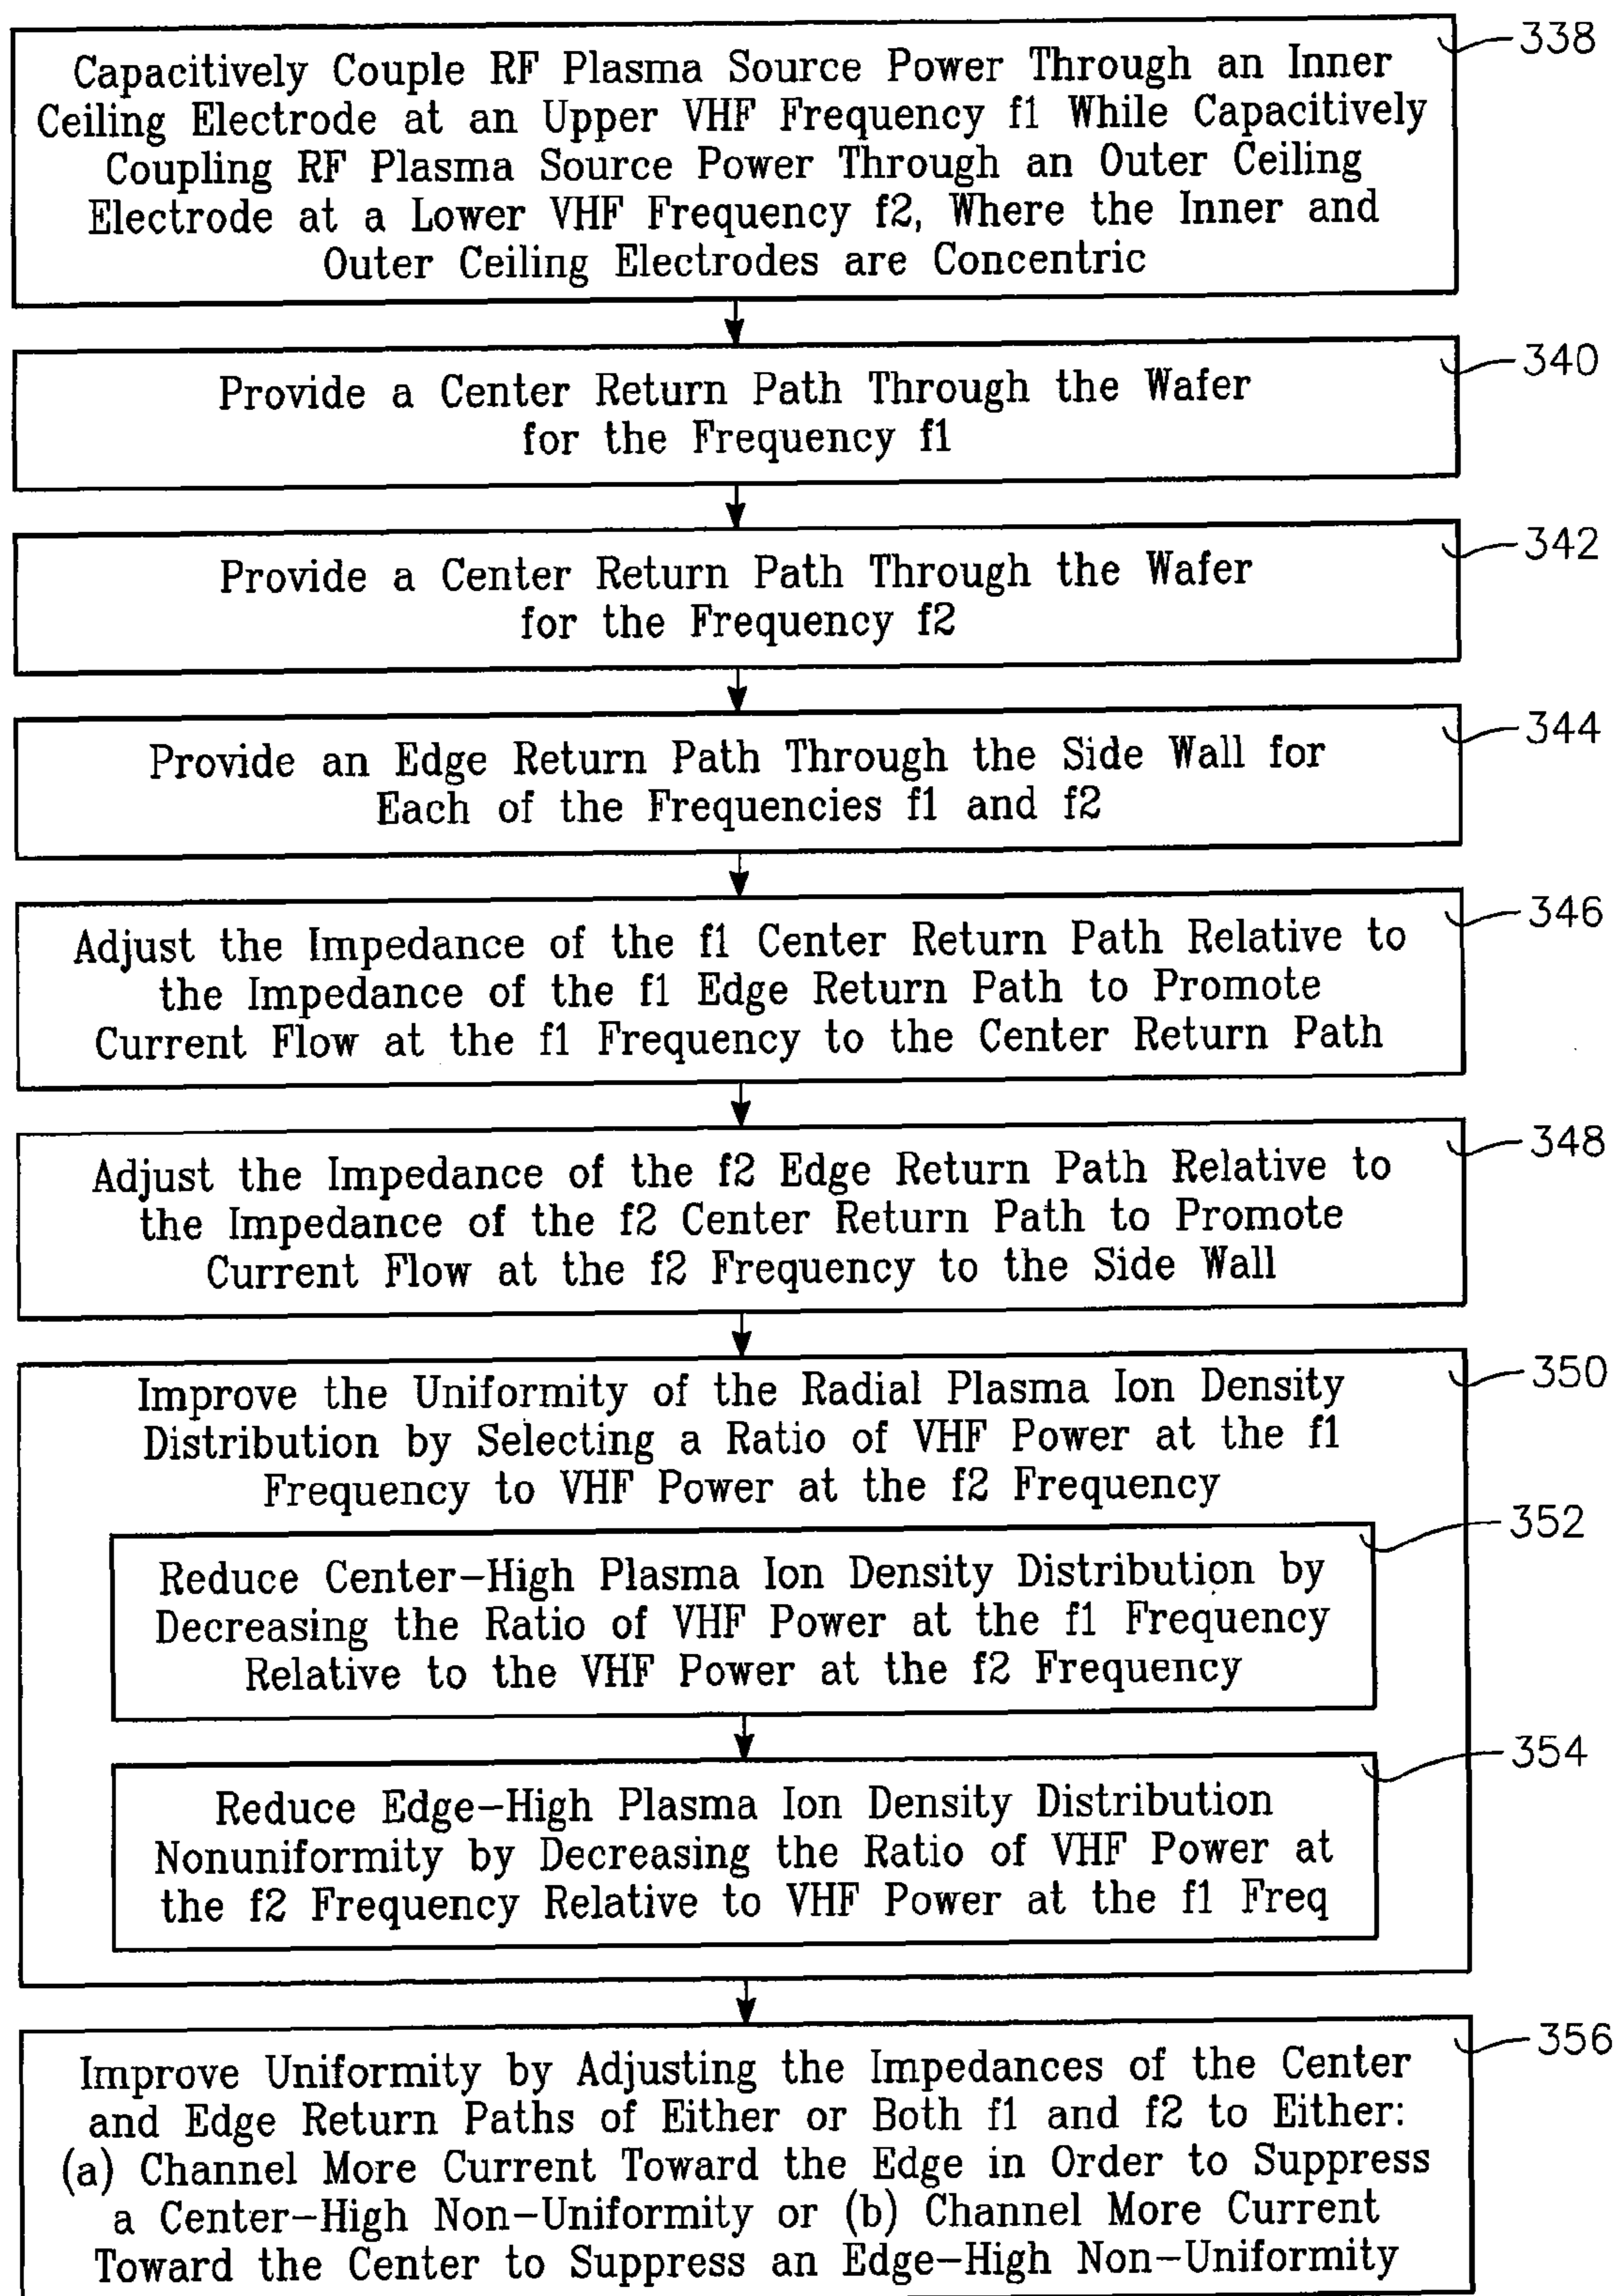 338
Capacitively Couple RF Plasma Source Power Through an Inner
Ceiling Electrode at an Upper VHF Frequency f1 While Capacitively
Coupling RF Plasma Source Power Through an Outer Ceiling
Electrode at a Lower VHF Frequency f2, Where the Inner and
Outer Ceiling Electrodes are Concentric
340
Provide a Center Return Path Through the Wafer
for the Frequency f1
342
Provide a Center Return Path Through the Wafer
for the Frequency f2
344
Provide an Edge Return Path Through the Side Wall for
Each of the Frequencies f1 and f2
346
Adjust the Impedance of the f1 Center Return Path Relative to
the Impedance of the f1 Edge Return Path to Promote
Current Flow at the f1 Frequency to the Center Return Path
348
Adjust the Impedance of the f2 Edge Return Path Relative to
the Impedance of the f2 Center Return Path to Promote
Current Flow at the f2 Frequency to the Side Wall
350
Improve the Uniformity of the Radial Plasma Ion Density
Distribution by Selecting a Ratio of VHF Power at the f1
Frequency to VHF Power at the f2 Frequency
352
Reduce Center-High Plasma Ion Density Distribution by
Decreasing the Ratio of VHF Power at the f1 Frequency
Relative to the VHF Power at the f2 Frequency
354
Reduce Edge-High Plasma Ion Density Distribution
Nonuniformity by Decreasing the Ratio of VHF Power at
the f2 Frequency Relative to VHF Power at the f1 Freq
356
Improve Uniformity by Adjusting the Impedances of the Center
and Edge Return Paths of Either or Both f1 and f2 to Either:
(a) Channel More Current Toward the Edge in Order to Suppress
a Center-High Non-Uniformity or (b) Channel More Current
Toward the Center to Suppress an Edge-High Non-Uniformity